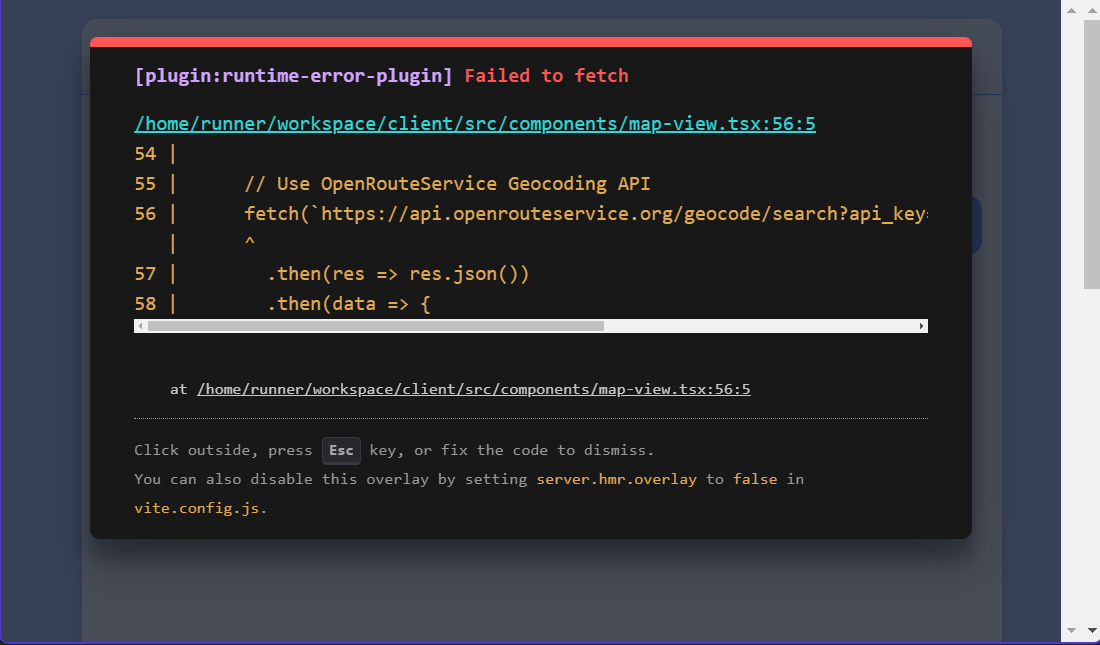 [plugin:runtime-error-plugin] Failed to fetch
/home/runner/workspace/client/src/components/map-view.tsx:56:5
54 |
55 |      // Use OpenRouteService Geocoding API
56 |      fetch(`https://api.openrouteservice.org/geocode/search?api_key=
   |      ^
57 |        .then(res => res.json())
58 |        .then(data => {
at /home/runner/workspace/client/src/components/map-view.tsx:56:5
Click outside, press Esc key, or fix the code to dismiss.
You can also disable this overlay by setting server.hmr.overlay to false in
vite.config.js.